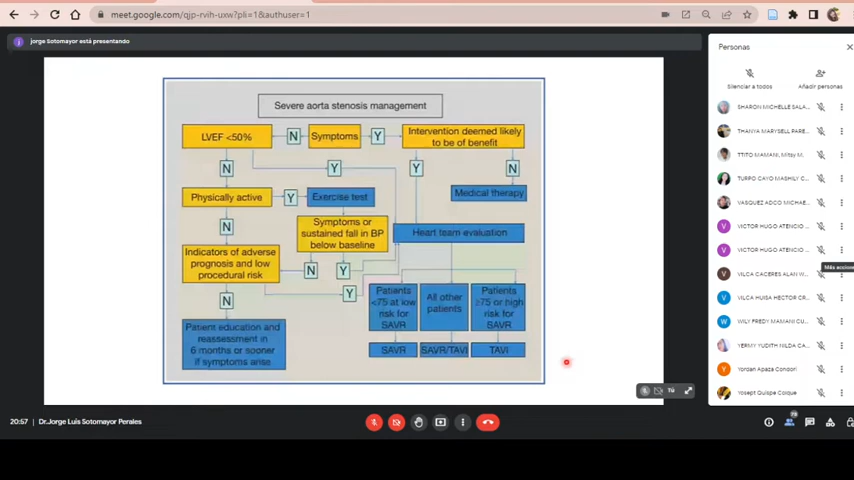 meet.google.com/qjp-rvih-uxw?pli=1&authuser=1
j
jorge Sotomayor está presentando
Severe aorta stenosis management
LVEF <50%
N
Symptoms
Y
Intervention deemed likely
to be of benefit
N
Y
Y
N
Physically active
Y
Exercise test
Medical therapy
N
Symptoms or
sustained fall in BP
below baseline
Heart team evaluation
Indicators of adverse
prognosis and low
procedural risk
N
Y
Y
N
Patients
<75 at low
risk for
SAVR
All other
patients
Patients
≥75 or high
risk for
SAVR
Patient education and
reassessment in
6 months or sooner
if symptoms arise
SAVR
SAVR/TAVI
TAVI
Tú
Personas
Silenciar a todos
Añadir personas
SHARON MICHELLE SALA...
THANYA MARYSELL PARE...
TTITO MAMANI, Mitsy M.
TURPO CAYO MASHILY C...
VASQUEZ ADCO MICHAE...
V
VICTOR HUGO ATENCIO ...
V
VICTOR HUGO ATENCIO ...
Más accione
VILCA CACERES ALAN W...
VILCA HUISA HECTOR CR...
WILY FREDY MAMANI CU...
YERMY YUDITH NILDA CA...
Yordan Apaza Condori
Yosept Quispe Colque
20:57
Dr.Jorge Luis Sotomayor Perales